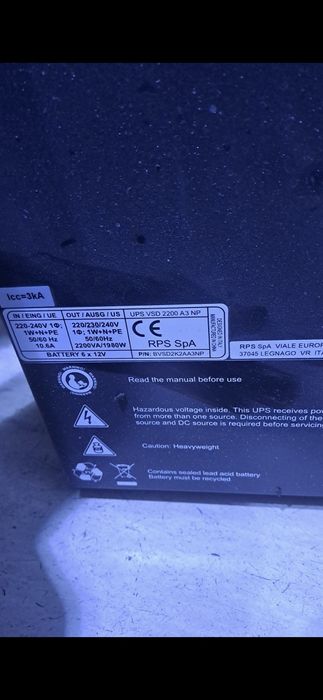 Icc=3kA
IN / EING / UE
220-240V 1Φ;
1W+N+PE
50/60 Hz
10.6A
OUT / AUSG / US
220/230/240V
1Φ; 1W+N+PE
50/60Hz
2200VA/1980W
BATTERY 6 x 12V
UPS VSD 2200 A3 NP
CE
RPS SpA
P/N: BVSD2K2AA3NP
RPS SpA VIALE EUROP
37045 LEGNAGO VR ITA
Read the manual before use
Hazardous voltage inside. This UPS receives po
from more than one source. Disconnecting of the
source and DC source is required before servicin
Caution: Heavyweight
Contains sealed lead acid battery
Battery must be recycled